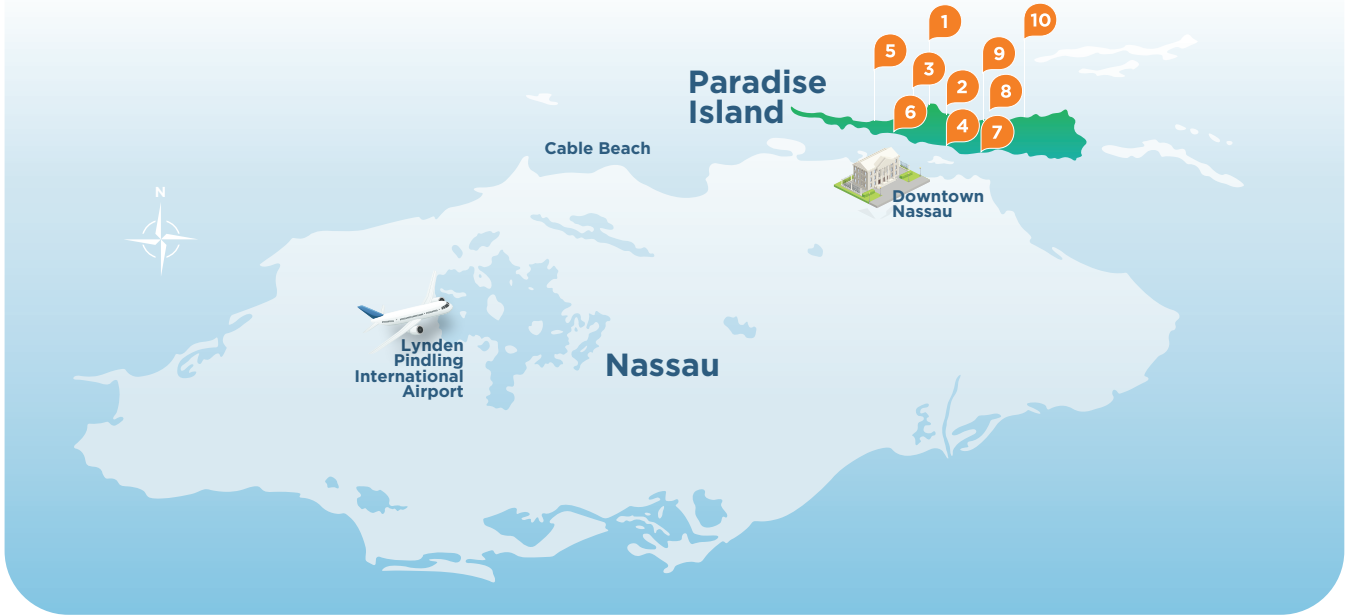 1
10
5
9
3
2
8
6
4
7
Paradise
Island
Cable Beach
N
Downtown
Nassau
Lynden
Pindling
International
Airport
Nassau